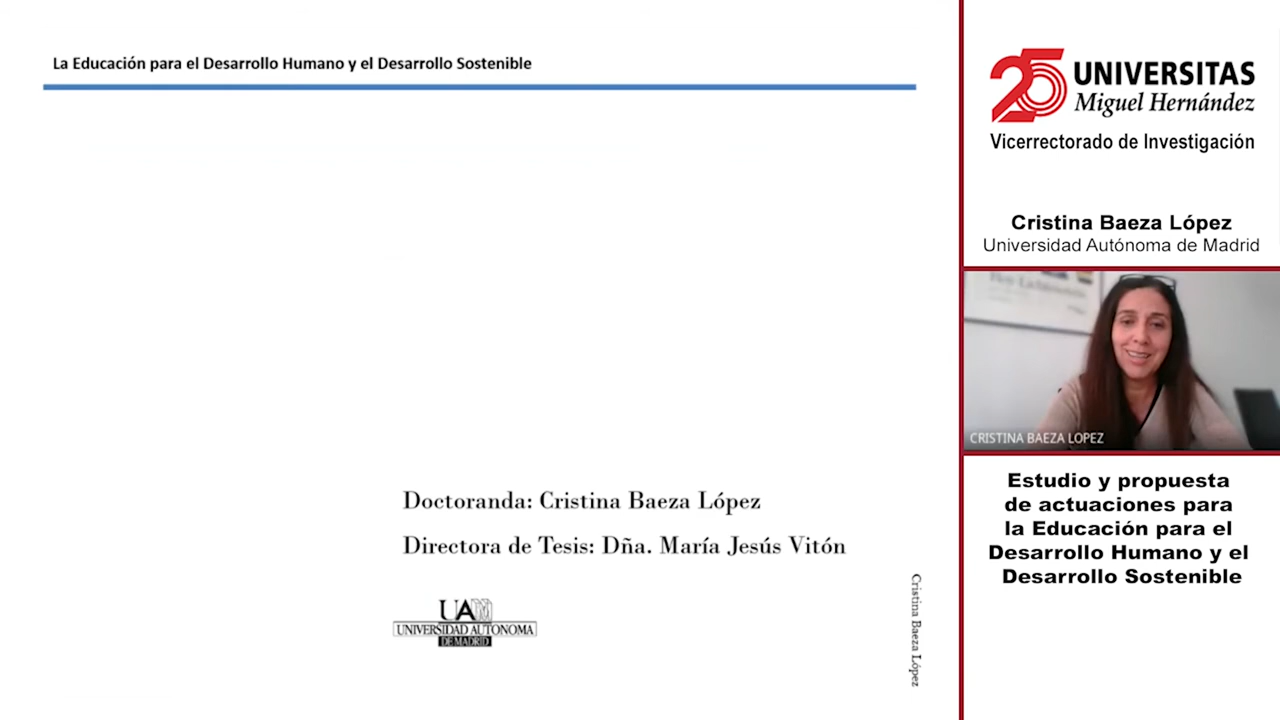 La Educación para el Desarrollo Humano y el Desarrollo Sostenible
Doctoranda: Cristina Baeza López
Directora de Tesis: Dña. María Jesús Vitón
UAM
UNIVERSIDAD AUTONOMA
DE MADRID
Cristina Baeza López
25 UNIVERSITAS
Miguel Hernández
Vicerrectorado de Investigación
Cristina Baeza López
Universidad Autónoma de Madrid
CRISTINA BAEZA LOPEZ
Estudio y propuesta
de actuaciones para
la Educación para el
Desarrollo Humano y el
Desarrollo Sostenible